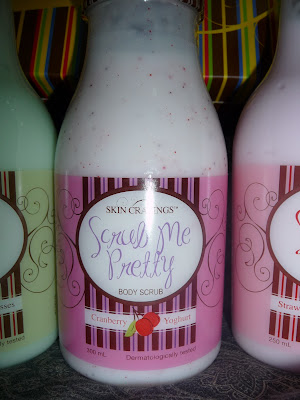 SKIN CRAVINGS™
Scrub Me
Pretty
BODY SCRUB
Cranberry Yoghurt
Dermatologically tested
250 mL